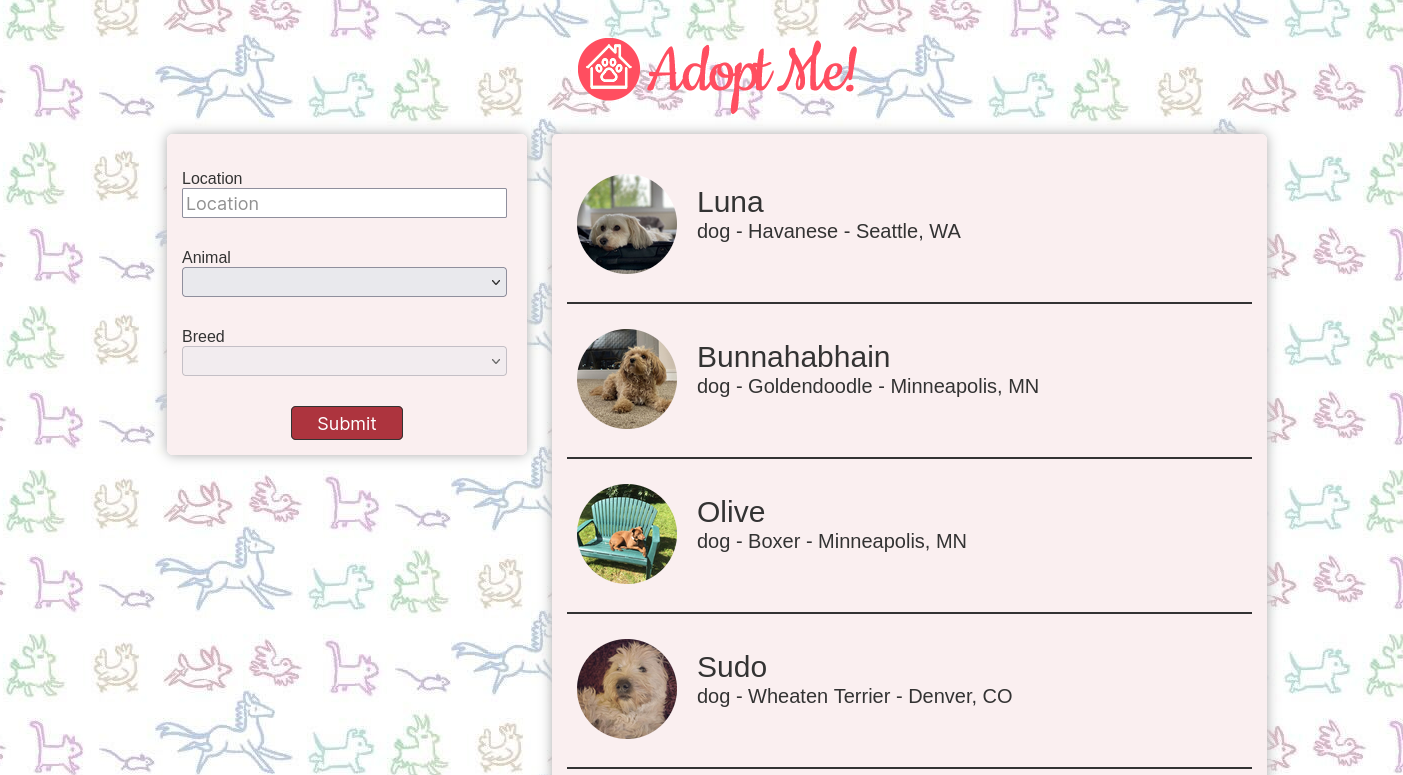 Adopt Me!
Location
Location
Animal
Breed
Submit
Luna
dog - Havanese - Seattle, WA
Bunnahabhain
dog - Goldendoodle - Minneapolis, MN
Olive
dog - Boxer - Minneapolis, MN
Sudo
dog - Wheaten Terrier - Denver, CO